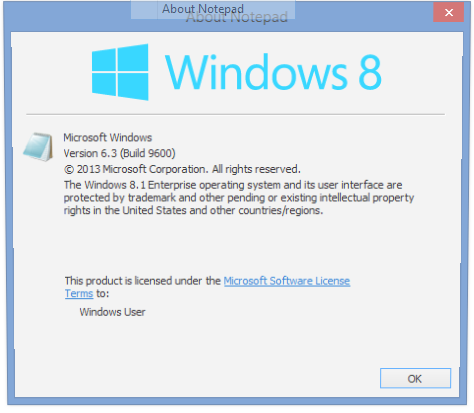 About Notepad
About Notepad
Windows 8
Microsoft Windows
Version 6.3 (Build 9600)
© 2013 Microsoft Corporation. All rights reserved.
The Windows 8.1 Enterprise operating system and its user interface are
protected by trademark and other pending or existing intellectual property
rights in the United States and other countries/regions.
This product is licensed under the Microsoft Software License
Terms to:
Windows User
OK